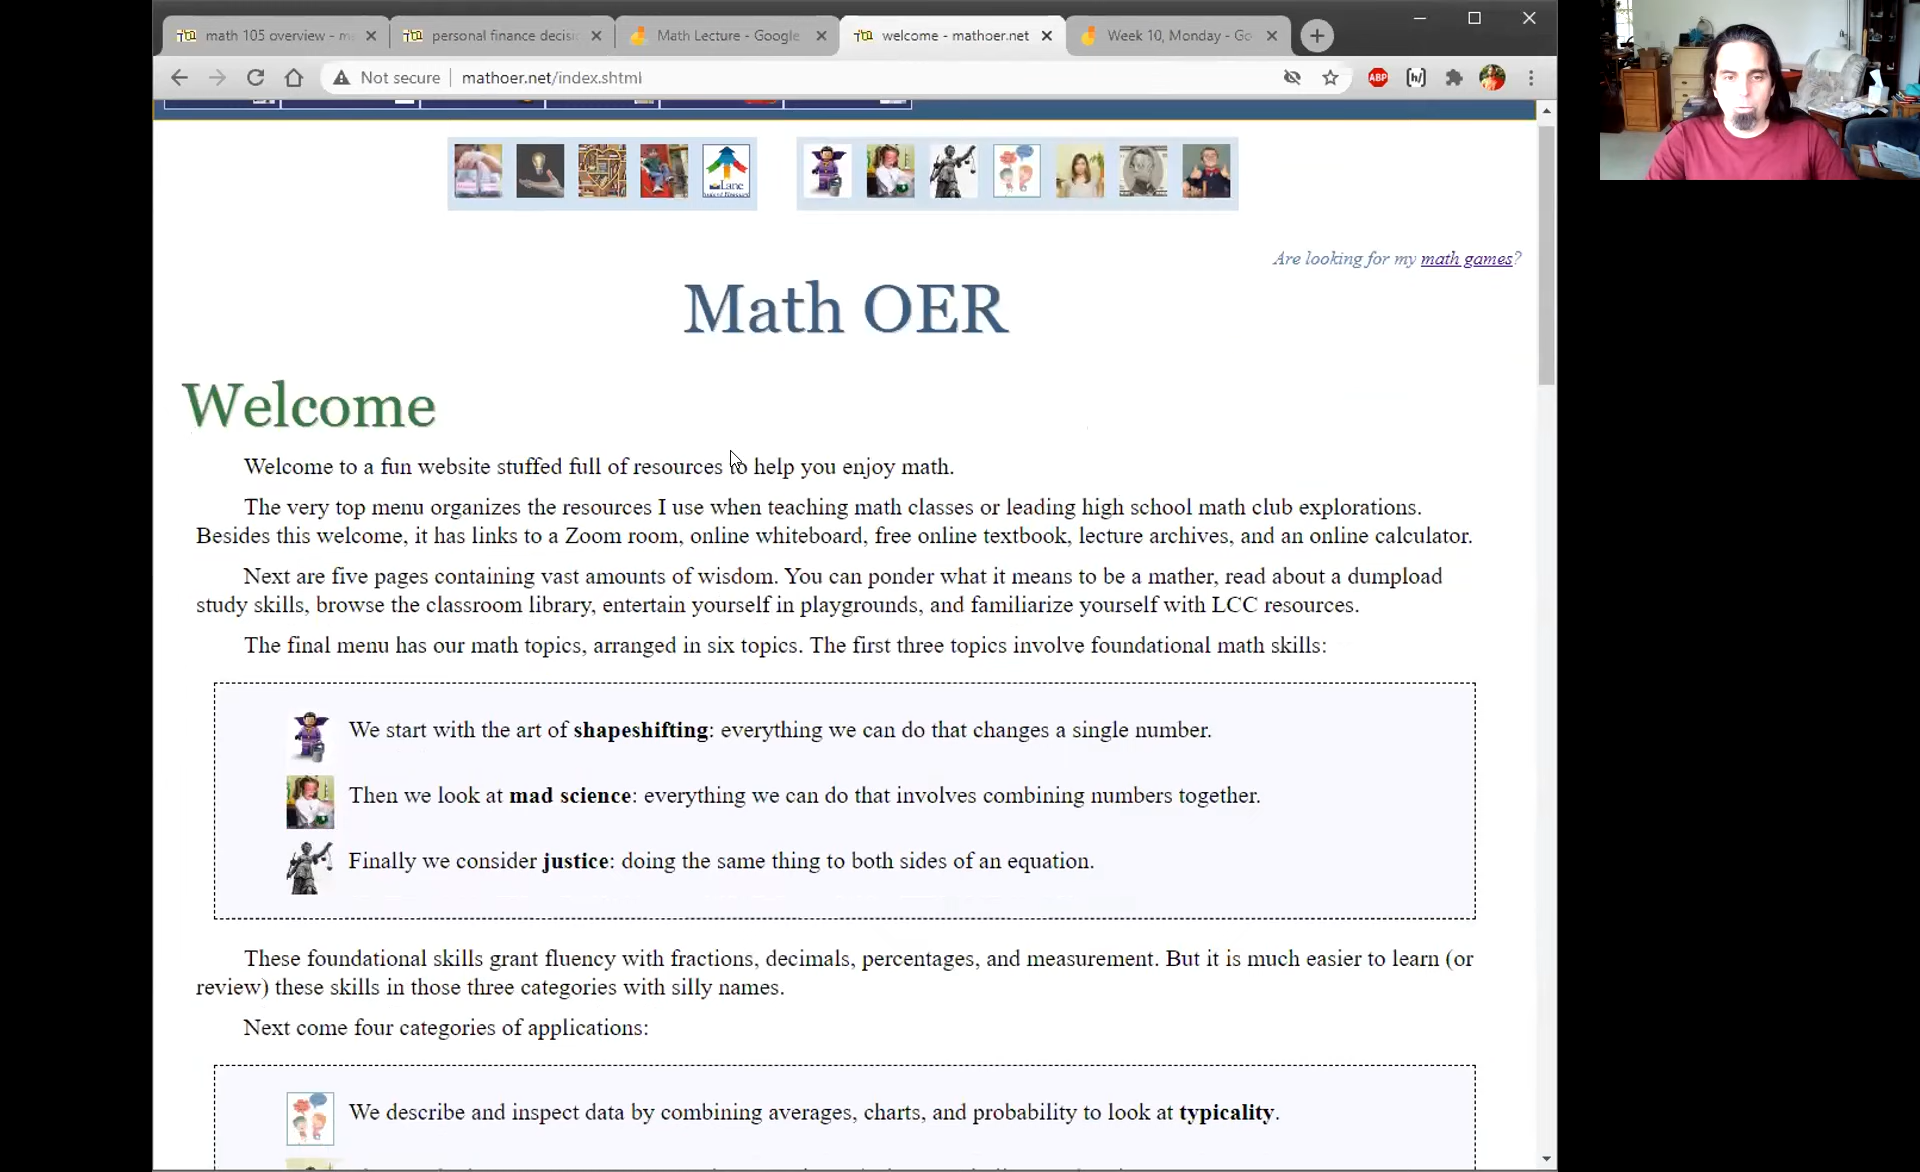 math 105 overview - ma
personal finance decisi
Math Lecture - Google
welcome - mathoer.net
Week 10, Monday - Go
Not secure
mathoer.net/index.shtml
ABP
Lane
Are looking for my math games?
Math OER
Welcome
Welcome to a fun website stuffed full of resources to help you enjoy math.
The very top menu organizes the resources I use when teaching math classes or leading high school math club explorations.
Besides this welcome, it has links to a Zoom room, online whiteboard, free online textbook, lecture archives, and an online calculator.
Next are five pages containing vast amounts of wisdom. You can ponder what it means to be a mather, read about a dumpload
study skills, browse the classroom library, entertain yourself in playgrounds, and familiarize yourself with LCC resources.
The final menu has our math topics, arranged in six topics. The first three topics involve foundational math skills:
We start with the art of shapeshifting: everything we can do that changes a single number.
Then we look at mad science: everything we can do that involves combining numbers together.
Finally we consider justice: doing the same thing to both sides of an equation.
These foundational skills grant fluency with fractions, decimals, percentages, and measurement. But it is much easier to learn (or
review) these skills in those three categories with silly names.
Next come four categories of applications:
We describe and inspect data by combining averages, charts, and probability to look at typicality.